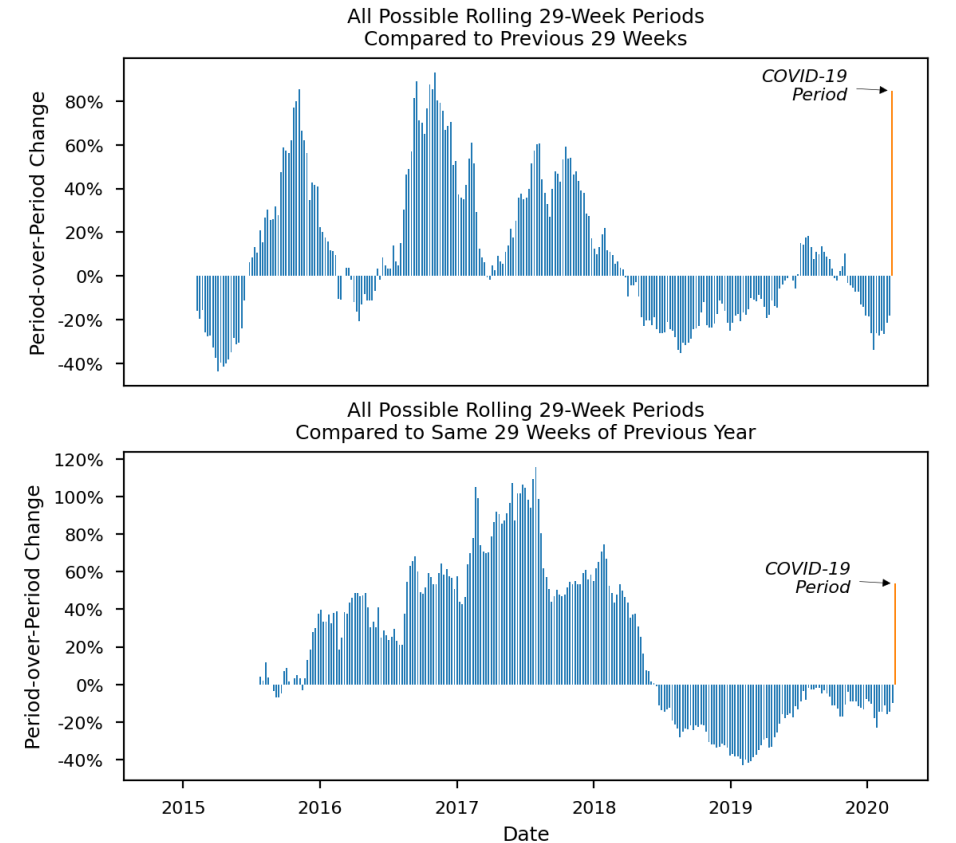 All Possible Rolling 29-Week Periods
Compared to Previous 29 Weeks
Period-over-Period Change
80%
60%
40%
20%
0%
-20%
-40%
COVID-19
Period
All Possible Rolling 29-Week Periods
Compared to Same 29 Weeks of Previous Year
Period-over-Period Change
120%
100%
80%
60%
40%
20%
0%
-20%
-40%
COVID-19
Period
2015 2016 2017 2018 2019 2020
Date